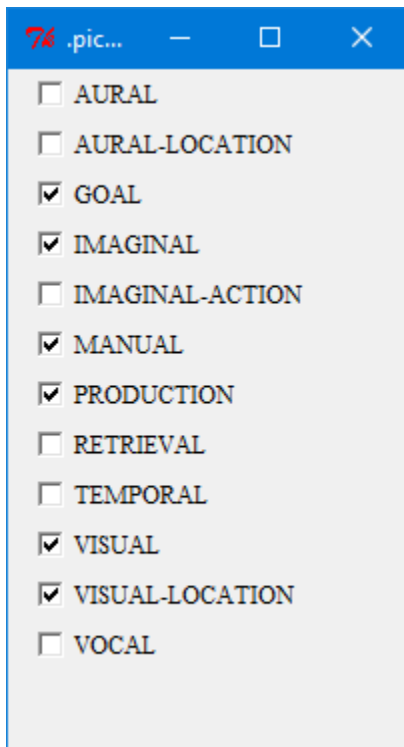 .pic...
AURAL
AURAL-LOCATION
GOAL
IMAGINAL
IMAGINAL-ACTION
MANUAL
PRODUCTION
RETRIEVAL
TEMPORAL
VISUAL
VISUAL-LOCATION
VOCAL